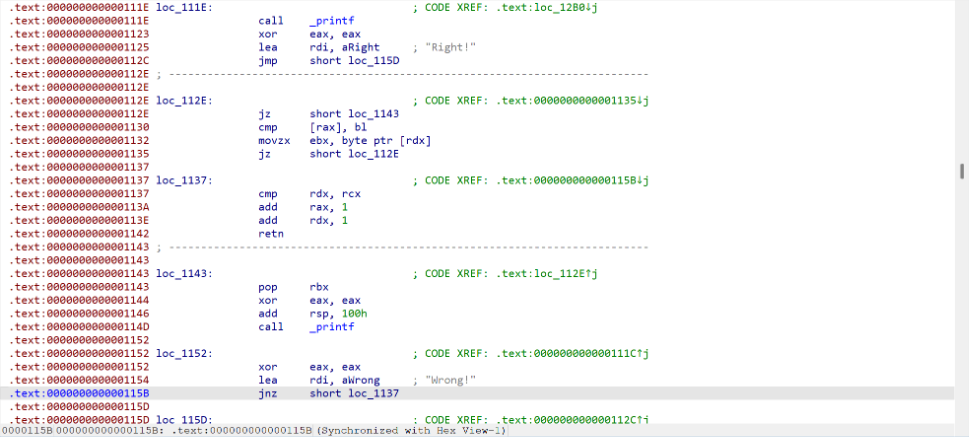 .text:000000000000111E loc_111E: ; CODE XREF: .text:loc_12B0↓j
.text:000000000000111E call _printf
.text:0000000000001123 xor eax, eax
.text:0000000000001125 lea rdi, aRight ; "Right!"
.text:000000000000112C jmp short loc_115D
.text:000000000000112E ; ---------------------------------------------------------------------------
.text:000000000000112E
.text:000000000000112E loc_112E: ; CODE XREF: .text:0000000000001135↓j
.text:000000000000112E jz short loc_1143
.text:0000000000001130 cmp [rax], bl
.text:0000000000001132 movzx ebx, byte ptr [rdx]
.text:0000000000001135 jz short loc_112E
.text:0000000000001137
.text:0000000000001137 loc_1137: ; CODE XREF: .text:000000000000115B↓j
.text:0000000000001137 cmp rdx, rcx
.text:000000000000113A add rax, 1
.text:000000000000113E add rdx, 1
.text:0000000000001142 retn
.text:0000000000001143 ; ---------------------------------------------------------------------------
.text:0000000000001143
.text:0000000000001143 loc_1143: ; CODE XREF: .text:loc_112E↑j
.text:0000000000001143 pop rbx
.text:0000000000001144 xor eax, eax
.text:0000000000001146 add rsp, 100h
.text:000000000000114D call _printf
.text:0000000000001152
.text:0000000000001152 loc_1152: ; CODE XREF: .text:000000000000111C↑j
.text:0000000000001152 xor eax, eax
.text:0000000000001154 lea rdi, aWrong ; "Wrong!"
.text:000000000000115B jnz short loc_1137
.text:000000000000115D
.text:000000000000115D loc_115D: ; CODE XREF: .text:000000000000112C↑j
0000115B 000000000000115B: .text:000000000000115B (Synchronized with Hex View-1)